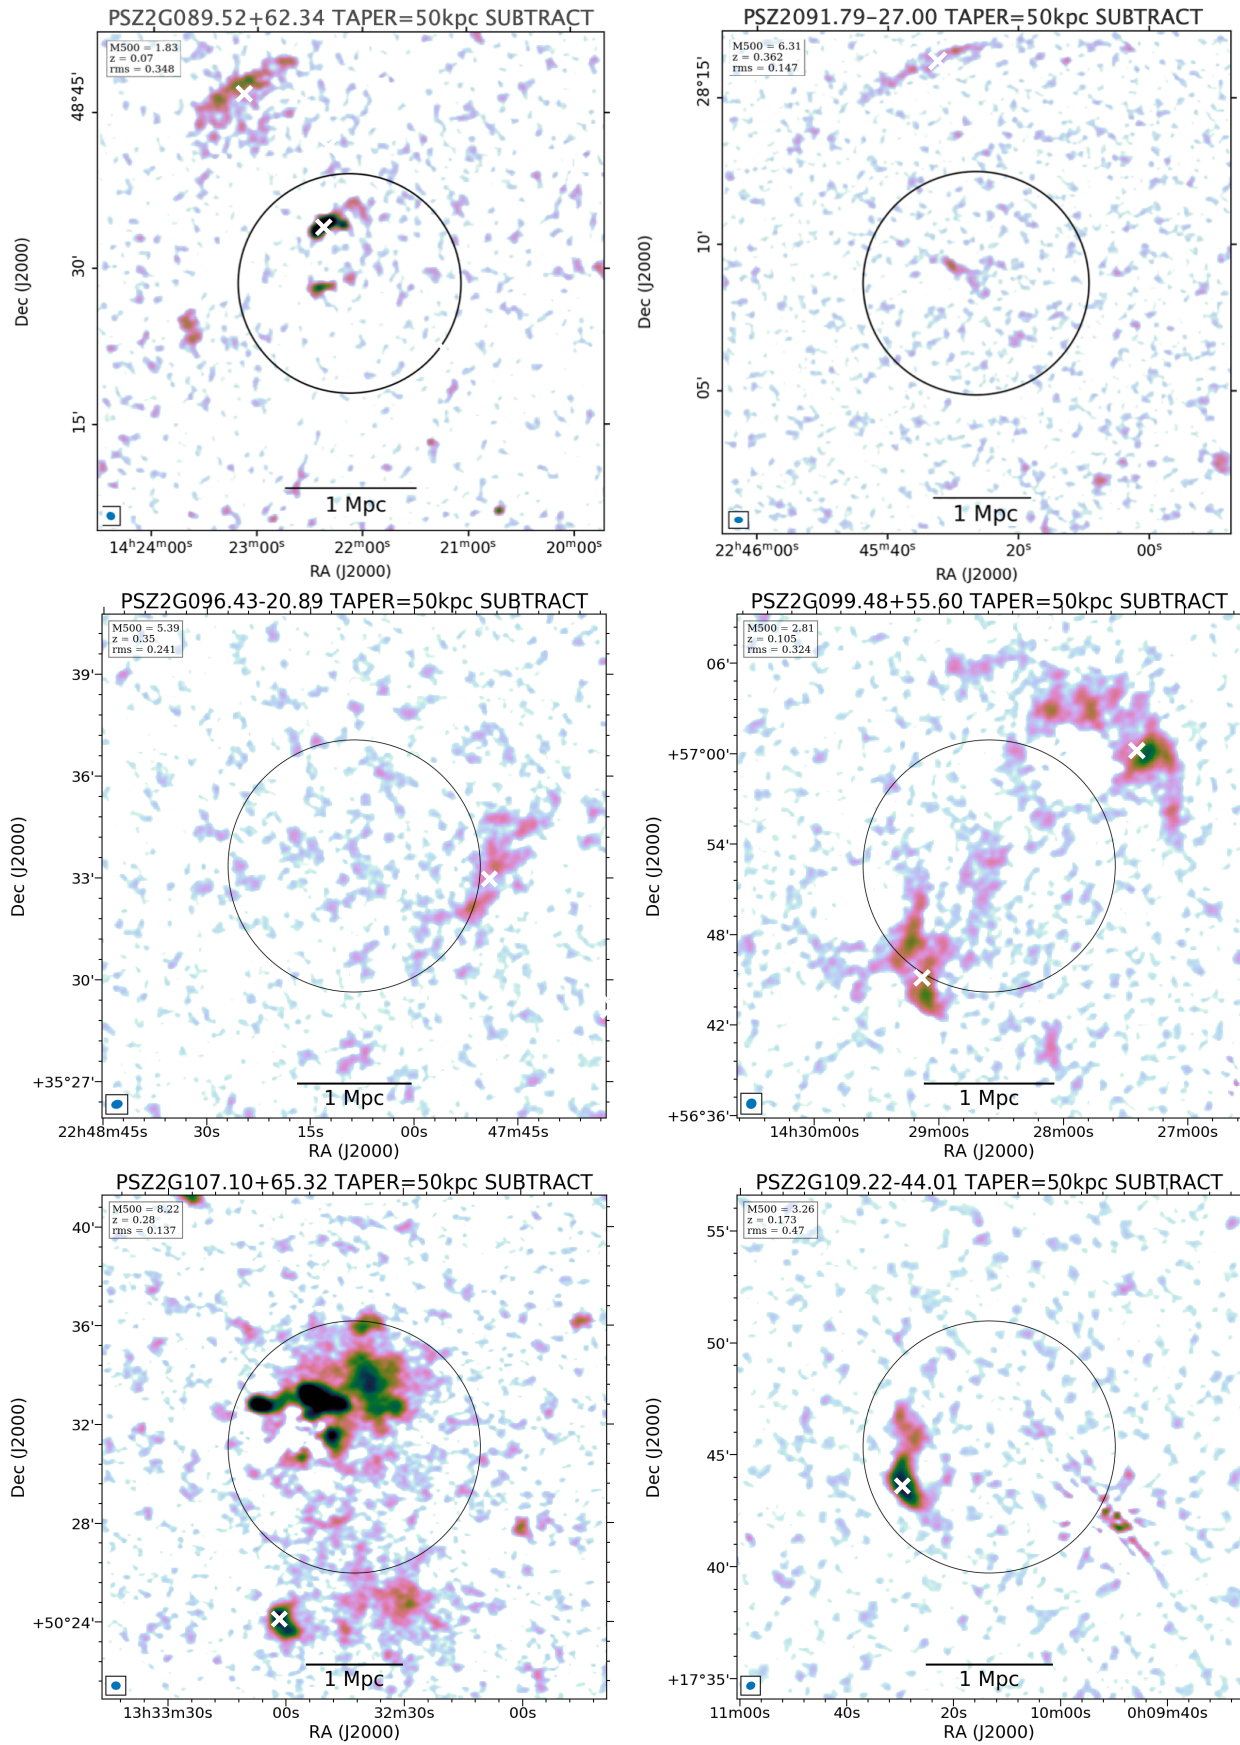 PSZ2G089.52+62.34 TAPER=50kpc SUBTRACT
M500 = 1.83
z = 0.07
rms = 0.348
48°45'
30'
15'
Dec (J2000)
1 Mpc
14ʰ24ᵐ00ˢ 23ᵐ00ˢ 22ᵐ00ˢ 21ᵐ00ˢ 20ᵐ00ˢ
RA (J2000)
PSZ2091.79−27.00 TAPER=50kpc SUBTRACT
M500 = 6.31
z = 0.362
rms = 0.147
28°15'
10'
05'
Dec (J2000)
1 Mpc
22ʰ46ᵐ00ˢ 45ᵐ40ˢ 20ˢ 00ˢ
RA (J2000)
PSZ2G096.43-20.89 TAPER=50kpc SUBTRACT
M500 = 5.39
z = 0.35
rms = 0.241
39'
36'
33'
30'
+35°27'
Dec (J2000)
1 Mpc
22h48m45s 30s 15s 00s 47m45s
RA (J2000)
PSZ2G099.48+55.60 TAPER=50kpc SUBTRACT
M500 = 2.81
z = 0.105
rms = 0.324
06'
+57°00'
54'
48'
42'
+56°36'
Dec (J2000)
1 Mpc
14h30m00s 29m00s 28m00s 27m00s
RA (J2000)
PSZ2G107.10+65.32 TAPER=50kpc SUBTRACT
M500 = 8.22
z = 0.28
rms = 0.137
40'
36'
32'
28'
+50°24'
Dec (J2000)
1 Mpc
13h33m30s 00s 32m30s 00s
RA (J2000)
PSZ2G109.22-44.01 TAPER=50kpc SUBTRACT
M500 = 3.26
z = 0.173
rms = 0.47
55'
50'
45'
40'
+17°35'
Dec (J2000)
1 Mpc
11m00s 40s 20s 10m00s 0h09m40s
RA (J2000)